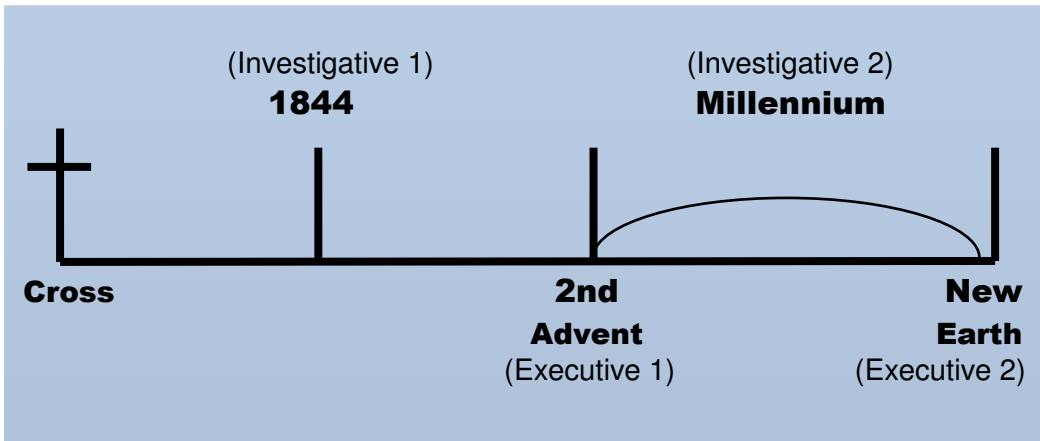 (Investigative 1)
1844
(Investigative 2)
Millennium
Cross
2nd
Advent
(Executive 1)
New
Earth
(Executive 2)